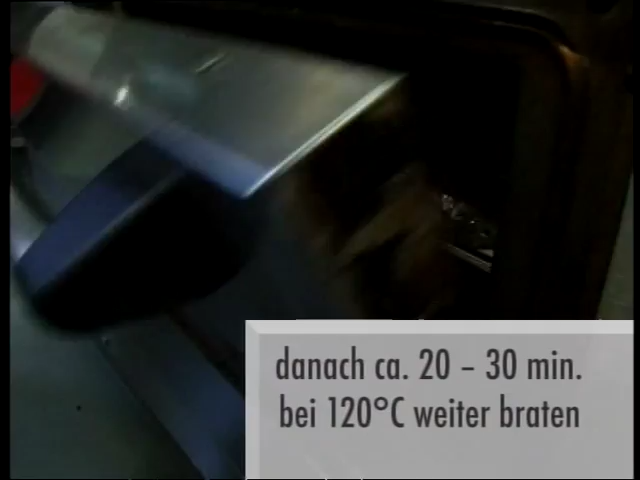 danach ca. 20 – 30 min.
bei 120°C weiter braten